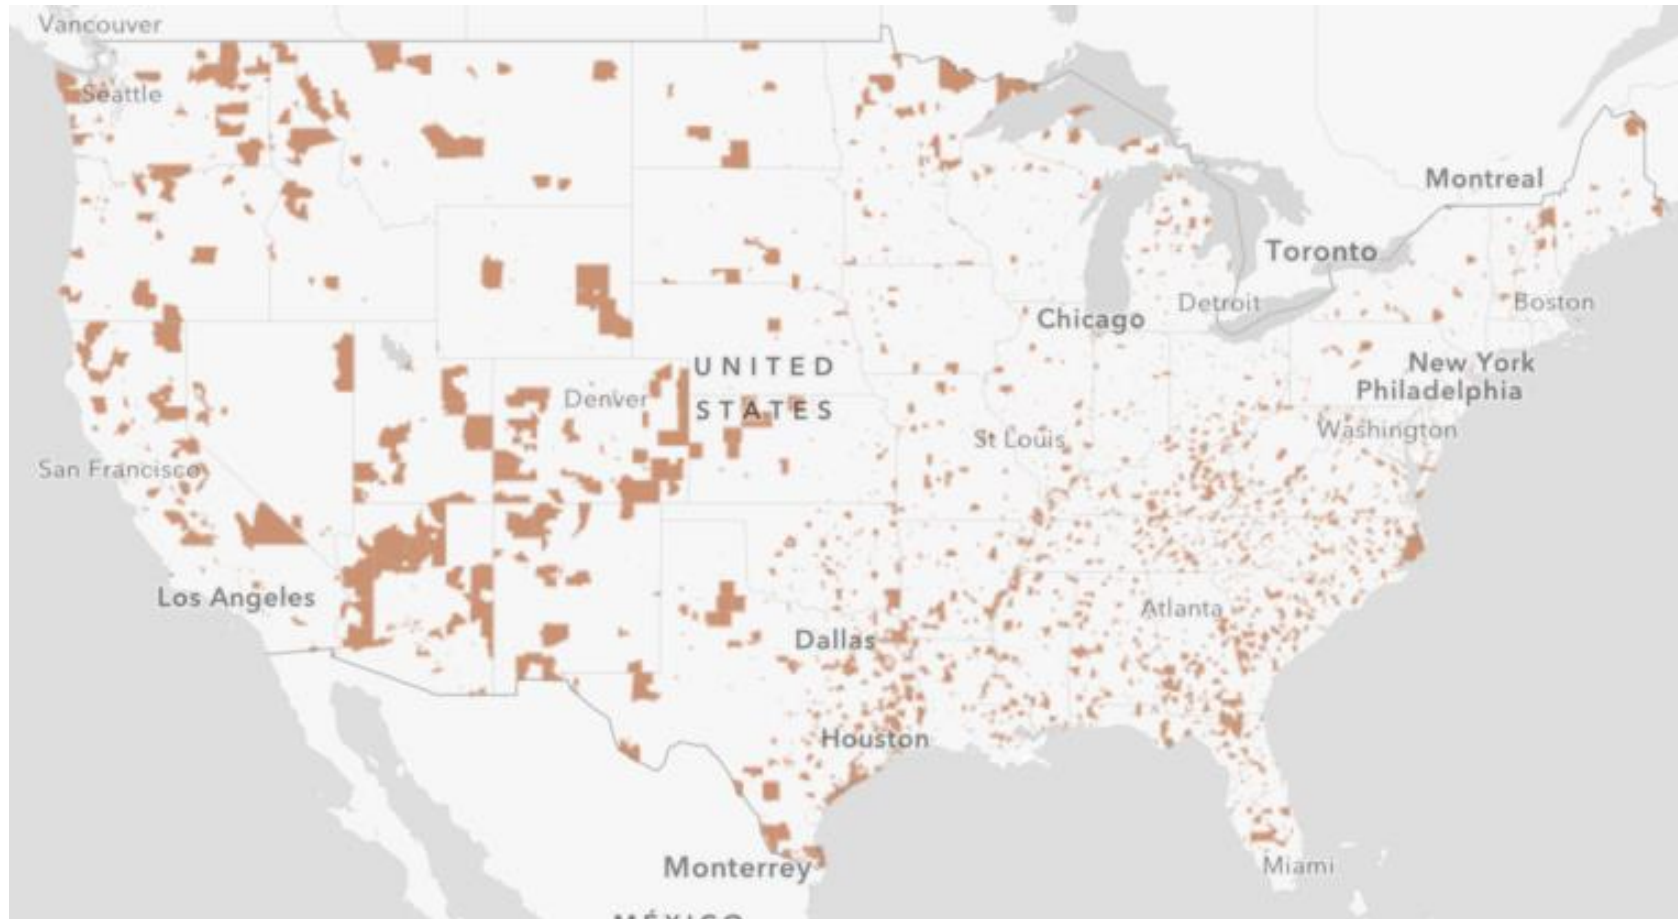 Vancouver
Seattle
Montreal
Toronto
Detroit
Boston
Chicago
UNITED
STATES
New York
Philadelphia
Denver
Washington
St Louis
San Francisco
Los Angeles
Atlanta
Dallas
Houston
Monterrey
Miami
MÉXICO